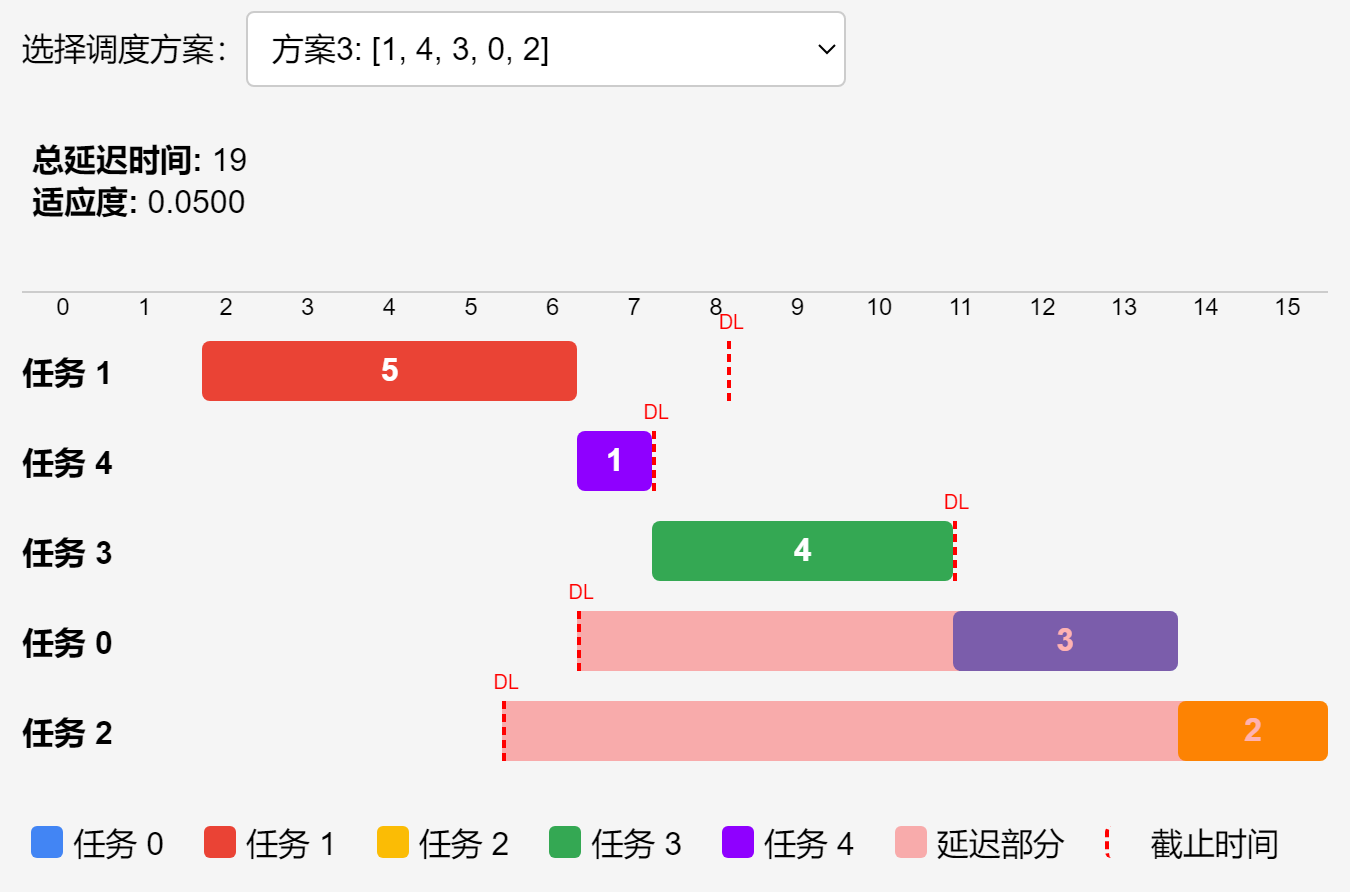 选择调度方案： 方案3: [1, 4, 3, 0, 2]
总延迟时间: 19
适应度: 0.0500
0 1 2 3 4 5 6 7 8 9 10 11 12 13 14 15
DL
任务 1 5
DL
任务 4 1
DL
任务 3 4
DL
任务 0 3
DL
任务 2 2
任务 0 任务 1 任务 2 任务 3 任务 4 延迟部分 截止时间